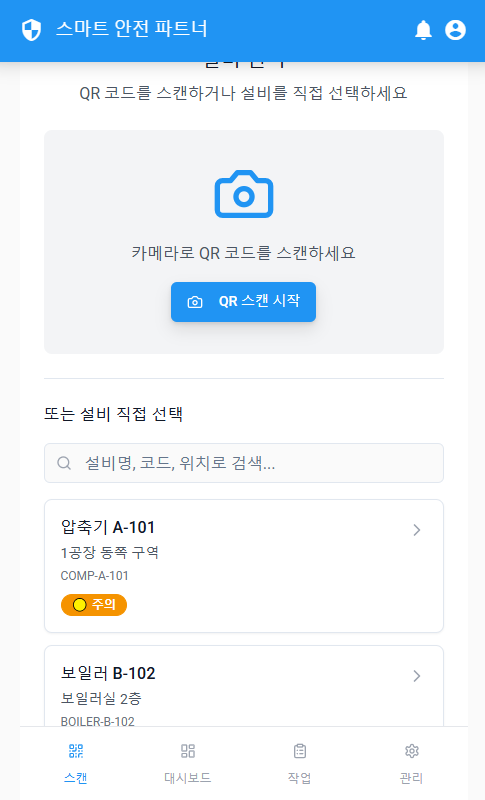 스마트 안전 파트너
QR 코드를 스캔하거나 설비를 직접 선택하세요
카메라로 QR 코드를 스캔하세요
QR 스캔 시작
또는 설비 직접 선택
설비명, 코드, 위치로 검색...
압축기 A-101
1공장 동쪽 구역
COMP-A-101
주의
보일러 B-102
보일러실 2층
BOILER-B-102
스캔
대시보드
작업
관리